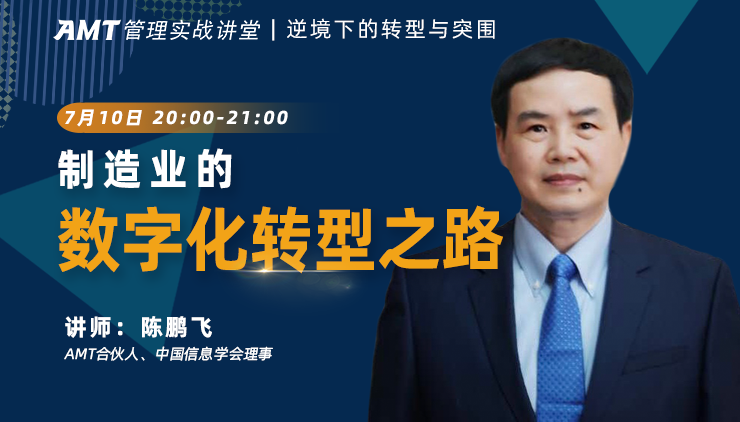 AMT管理实战讲堂 | 逆境下的转型与突围
7月10日 20:00-21:00
制造业的
数字化转型之路
讲师：陈鹏飞
AMT合伙人、中国信息学会理事